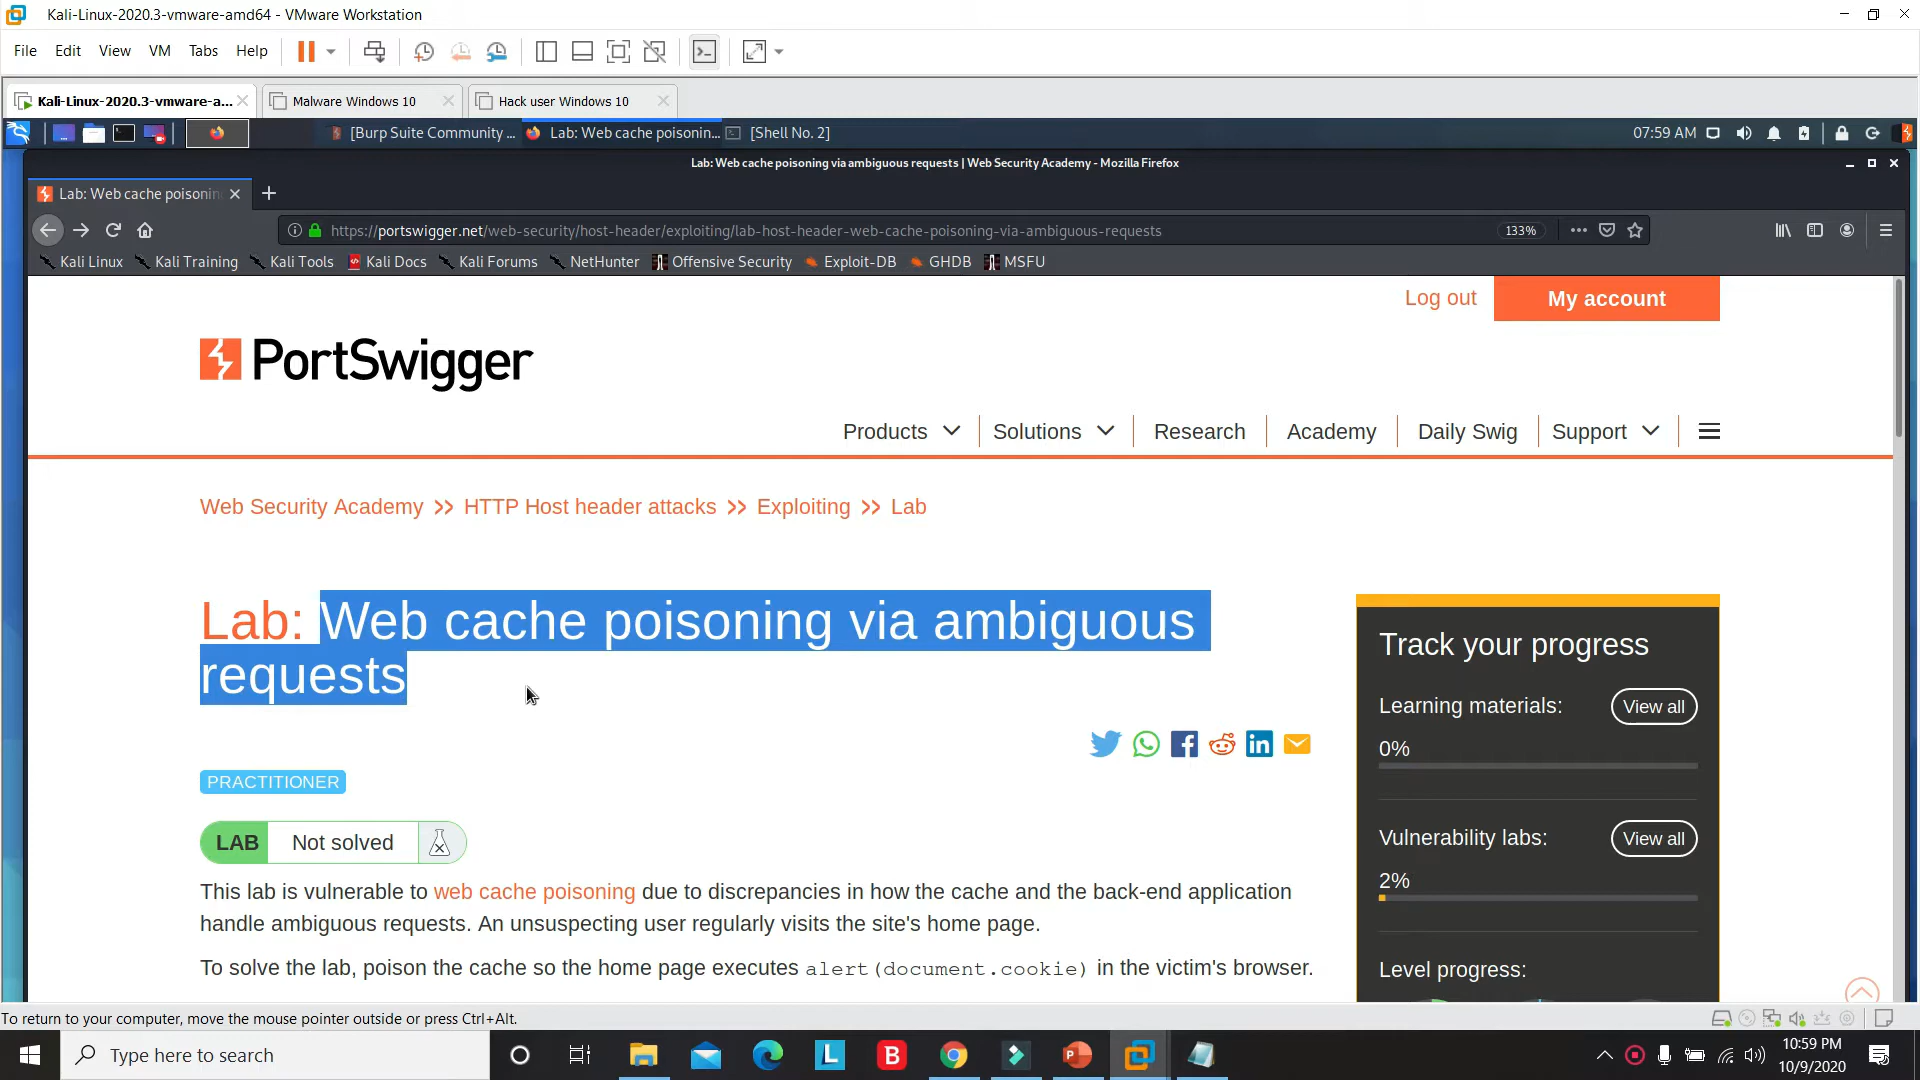 Kali-Linux-2020.3-vmware-amd64 - VMware Workstation
File Edit View VM Tabs Help
Kali-Linux-2020.3-vmware-a... Malware Windows 10 Hack user Windows 10
[Burp Suite Community ... Lab: Web cache poisonin... [Shell No. 2] 07:59 AM
Lab: Web cache poisoning via ambiguous requests | Web Security Academy - Mozilla Firefox
Lab: Web cache poisonin
https://portswigger.net/web-security/host-header/exploiting/lab-host-header-web-cache-poisoning-via-ambiguous-requests 133%
Kali Linux Kali Training Kali Tools Kali Docs Kali Forums NetHunter Offensive Security Exploit-DB GHDB MSFU
Log out My account
PortSwigger
Products Solutions Research Academy Daily Swig Support
Web Security Academy >> HTTP Host header attacks >> Exploiting >> Lab
Lab: Web cache poisoning via ambiguous
requests
PRACTITIONER
LAB Not solved
This lab is vulnerable to web cache poisoning due to discrepancies in how the cache and the back-end application
handle ambiguous requests. An unsuspecting user regularly visits the site's home page.
To solve the lab, poison the cache so the home page executes alert(document.cookie) in the victim's browser.
Track your progress
Learning materials: View all
0%
Vulnerability labs: View all
2%
Level progress:
To return to your computer, move the mouse pointer outside or press Ctrl+Alt.
Type here to search
L
B
P
10:59 PM
10/9/2020